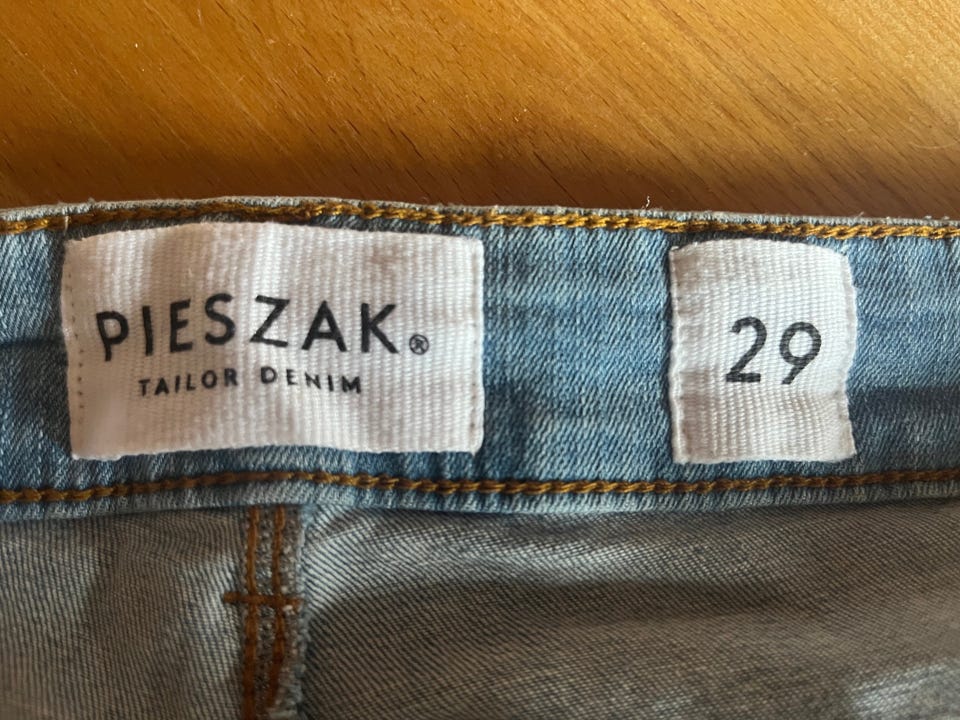 PIESZAK®
TAILOR DENIM
29